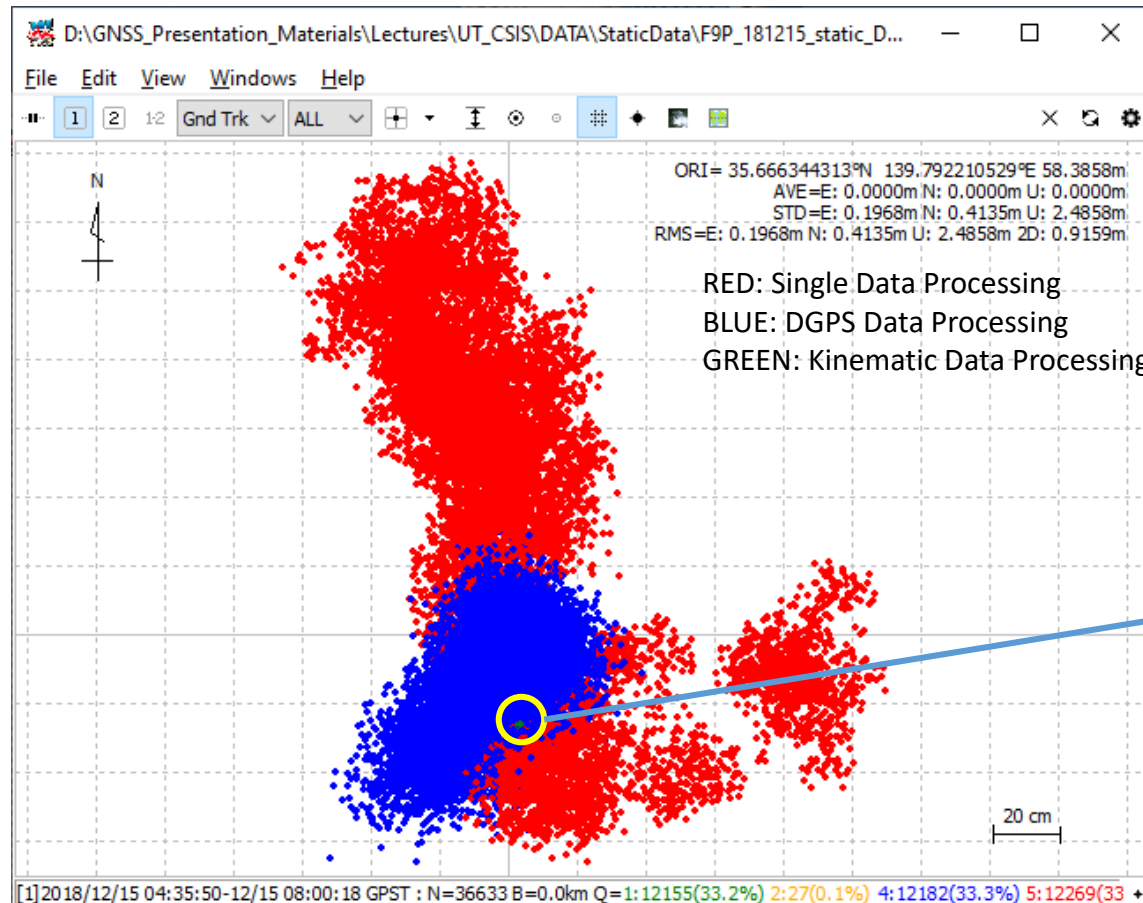 D:\GNSS_Presentation_Materials\Lectures\UT_CSIS\DATA\StaticData\F9P_181215_static_D...
File Edit View Windows Help
1 2 1-2 Gnd Trk ALL
N
ORI= 35.666344313°N 139.792210529°E 58.3858m
AVE=E: 0.0000m N: 0.0000m U: 0.0000m
STD=E: 0.1968m N: 0.4135m U: 2.4858m
RMS=E: 0.1968m N: 0.4135m U: 2.4858m 2D: 0.9159m
RED: Single Data Processing
BLUE: DGPS Data Processing
GREEN: Kinematic Data Processing
20 cm
[1]2018/12/15 04:35:50-12/15 08:00:18 GPST : N=36633 B=0.0km Q=1:12155(33.2%) 2:27(0.1%) 4:12182(33.3%) 5:12269(33